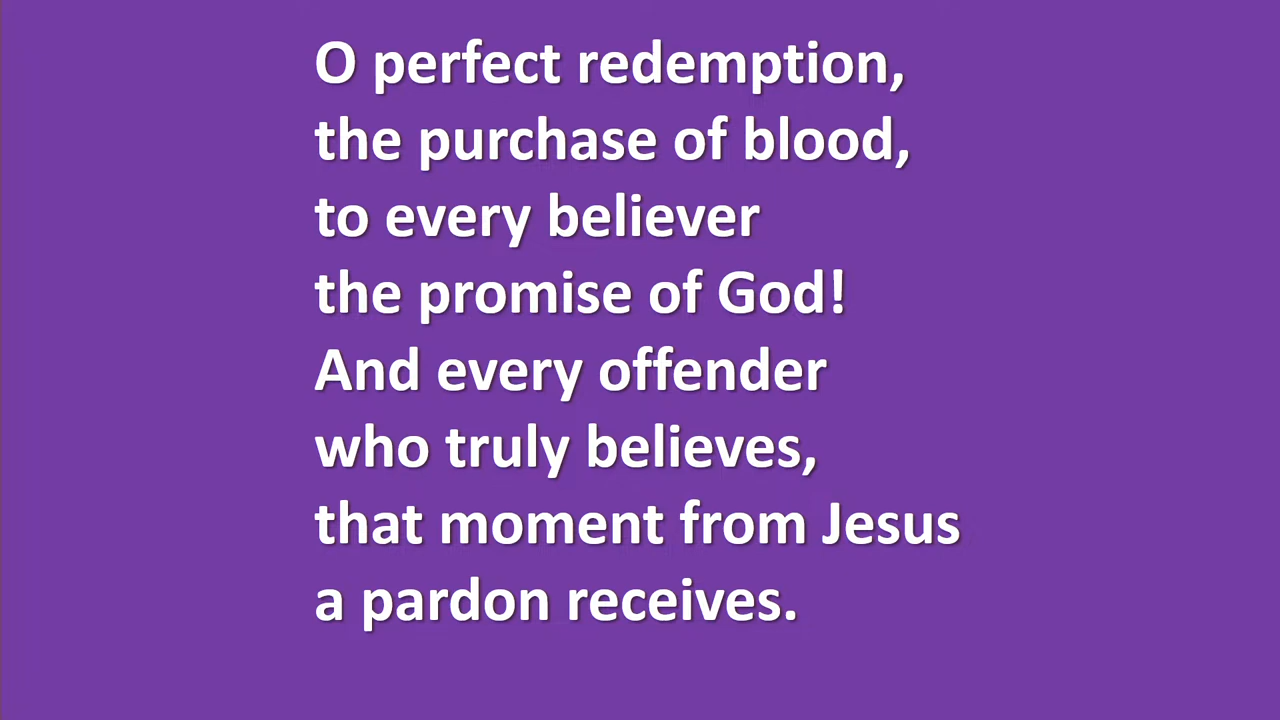 O perfect redemption,
the purchase of blood,
to every believer
the promise of God!
And every offender
who truly believes,
that moment from Jesus
a pardon receives.